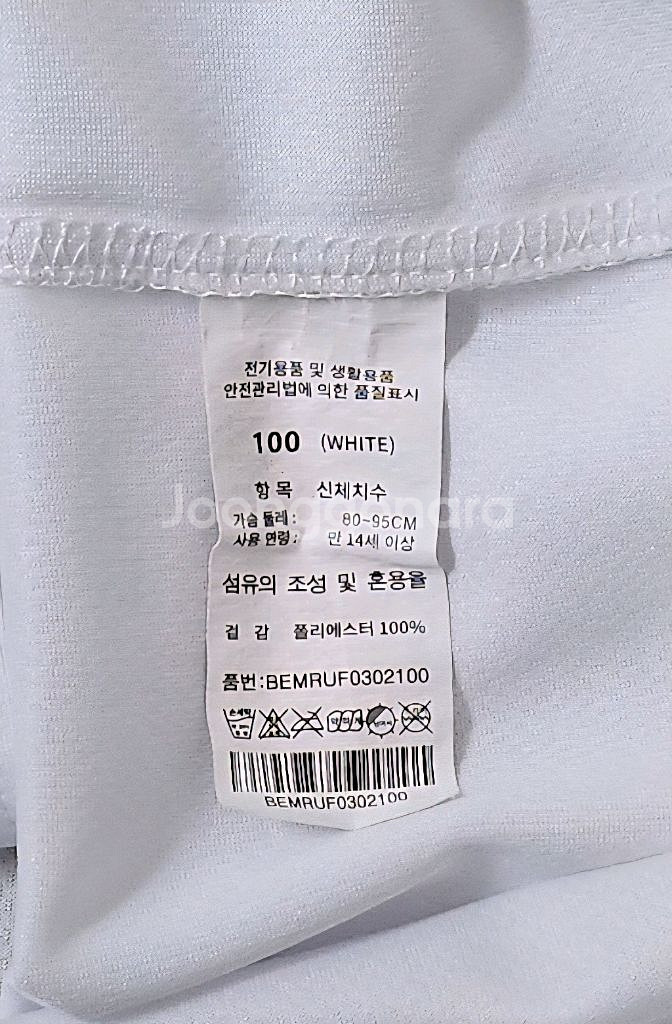 전기용품 및 생활용품
안전관리법에 의한 품질표시
100 (WHITE)
항 목 신체치수
가슴 둘레 : 80~95CM
사용 연령 : 만 14세 이상
섬유의 조성 및 혼용율
겉 감 폴리에스터 100%
품번:BEMRUF0302100
손세탁
BEMRUF0302100
Joonggonara